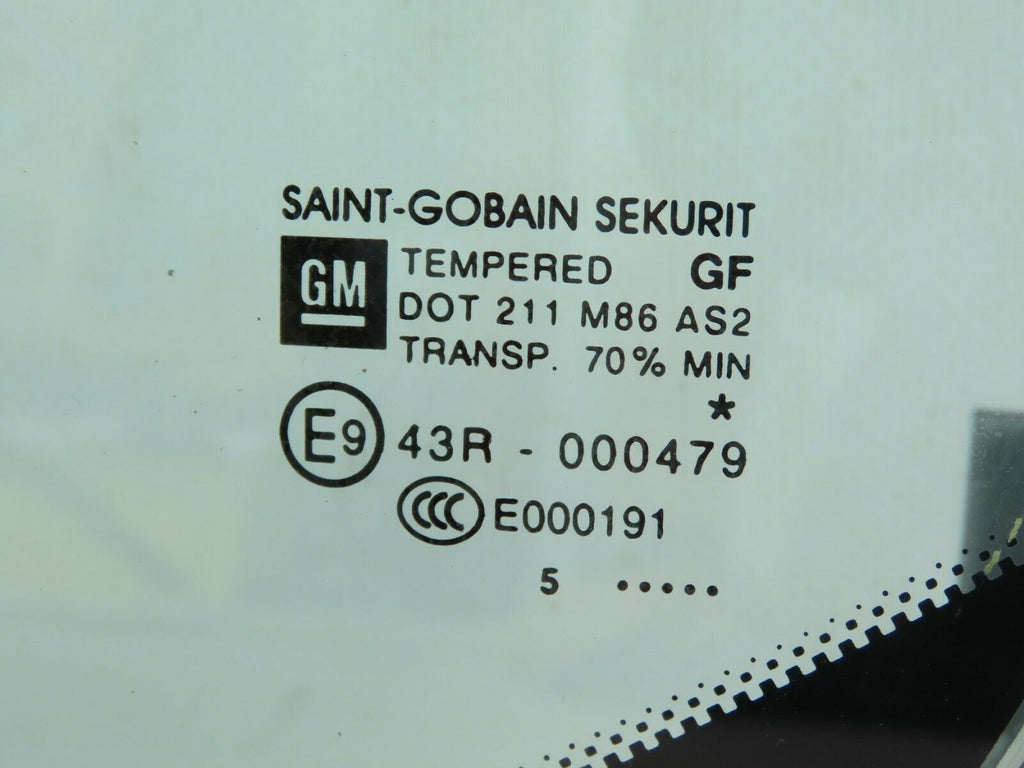 SAINT-GOBAIN SEKURIT
GM
TEMPERED GF
DOT 211 M86 AS2
TRANSP. 70% MIN
*
E9 43R - 000479
CCC E000191
5 .....